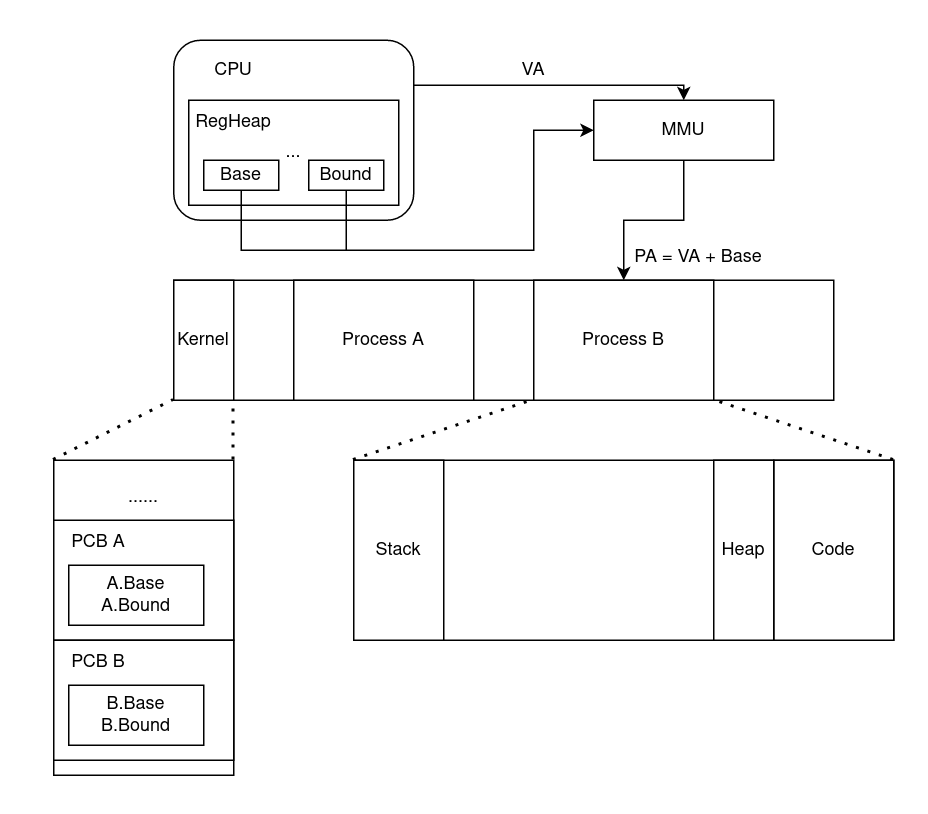 CPU
VA
RegHeap
MMU
...
Base
Bound
PA = VA + Base
Kernel
Process A
Process B
......
PCB A
A.Base
A.Bound
Stack
Heap
Code
PCB B
B.Base
B.Bound